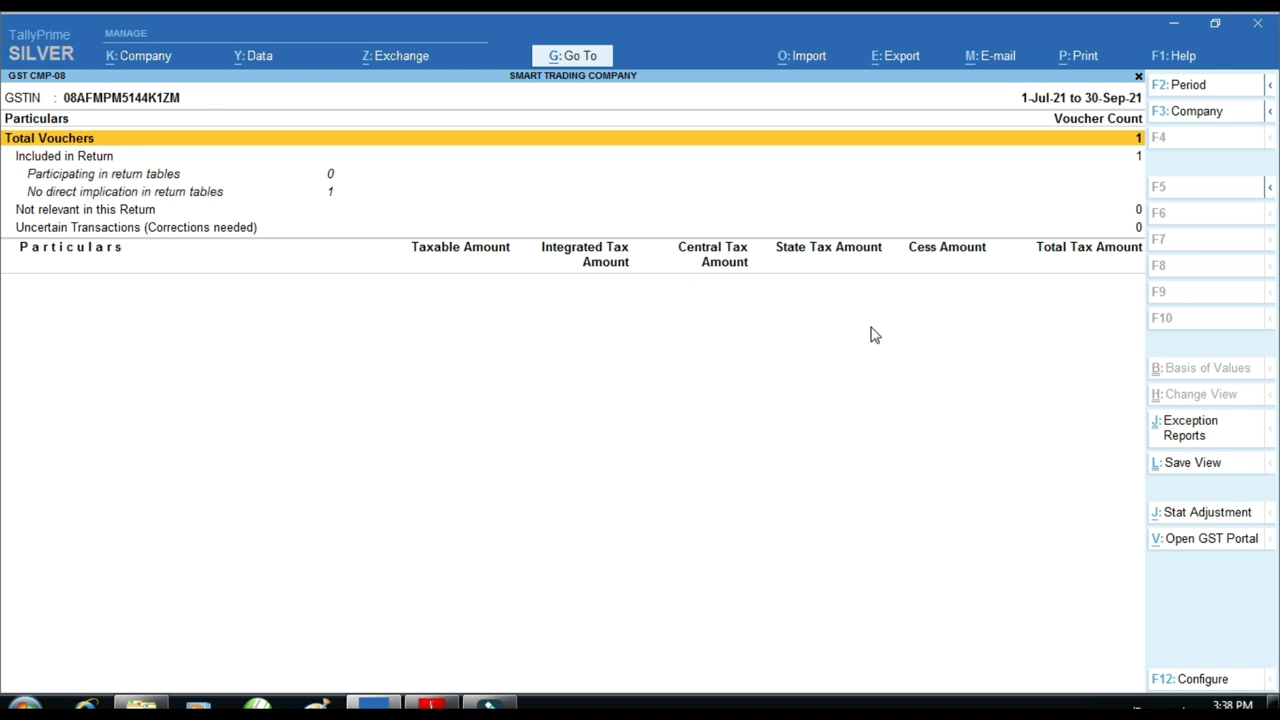 TallyPrime
MANAGE
SILVER
K: Company
Y: Data
Z: Exchange
G: Go To
O: Import
E: Export
M: E-mail
P: Print
F1: Help
GST CMP-08
SMART TRADING COMPANY
GSTIN : 08AFMPM5144K1ZM
1-Jul-21 to 30-Sep-21
Particulars
Voucher Count
Total Vouchers 1
Included in Return 1
Participating in return tables 0
No direct implication in return tables 1
Not relevant in this Return 0
Uncertain Transactions (Corrections needed) 0
Particulars
Taxable Amount
Integrated Tax
Amount
Central Tax
Amount
State Tax Amount
Cess Amount
Total Tax Amount
F2: Period
F3: Company
F4
F5
F6
F7
F8
F9
F10
B: Basis of Values
H: Change View
J: Exception
Reports
L: Save View
J: Stat Adjustment
V: Open GST Portal
F12: Configure
3:38 PM